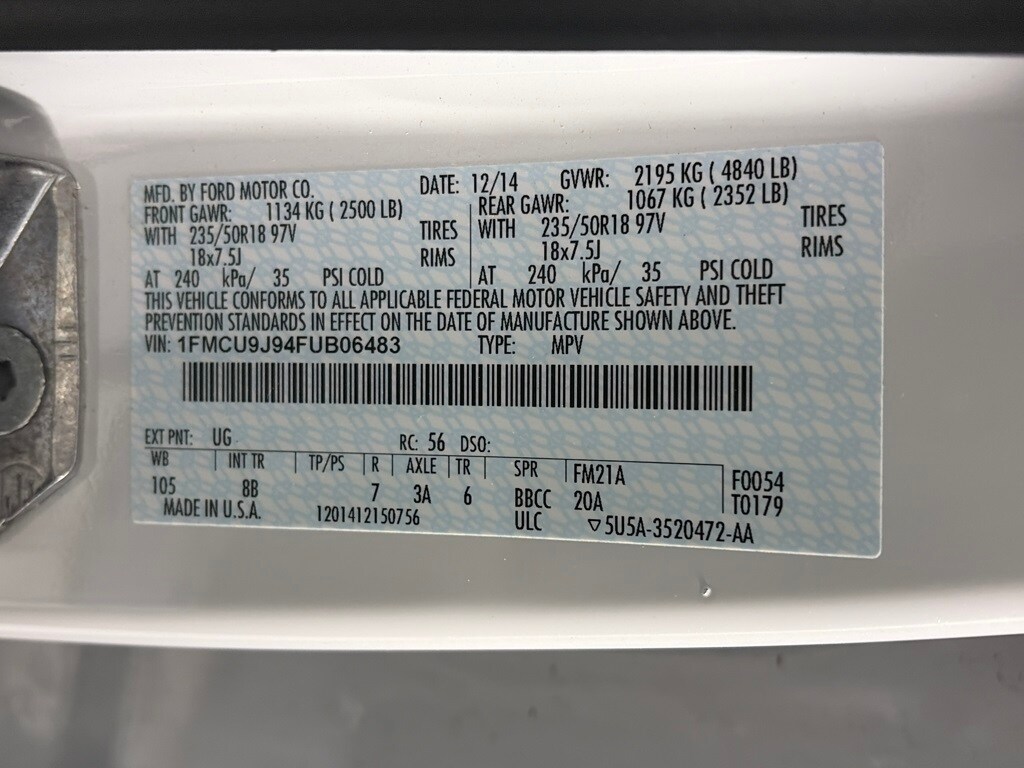 MFD. BY FORD MOTOR CO. DATE: 12/14 GVWR: 2195 KG ( 4840 LB)
FRONT GAWR: 1134 KG ( 2500 LB) REAR GAWR: 1067 KG ( 2352 LB)
WITH 235/50R18 97V TIRES WITH 235/50R18 97V TIRES
18x7.5J RIMS 18x7.5J RIMS
AT 240 kPa/ 35 PSI COLD AT 240 kPa/ 35 PSI COLD
THIS VEHICLE CONFORMS TO ALL APPLICABLE FEDERAL MOTOR VEHICLE SAFETY AND THEFT
PREVENTION STANDARDS IN EFFECT ON THE DATE OF MANUFACTURE SHOWN ABOVE.
VIN: 1FMCU9J94FUB06483 TYPE: MPV
EXT PNT: UG RC: 56 DSO:
WB INT TR TP/PS R AXLE TR SPR FM21A F0054
105 8B 7 3A 6 BBCC 20A T0179
MADE IN U.S.A. 1201412150756 ULC ▽5U5A-3520472-AA